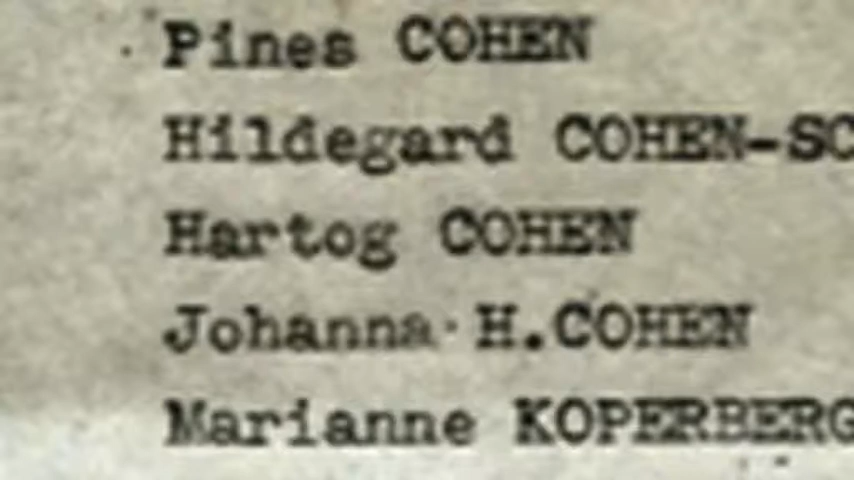 Pines COHEN
Hildegard COHEN-SC
Hartog COHEN
Johanna H.COHEN
Marianne KOPERBERG